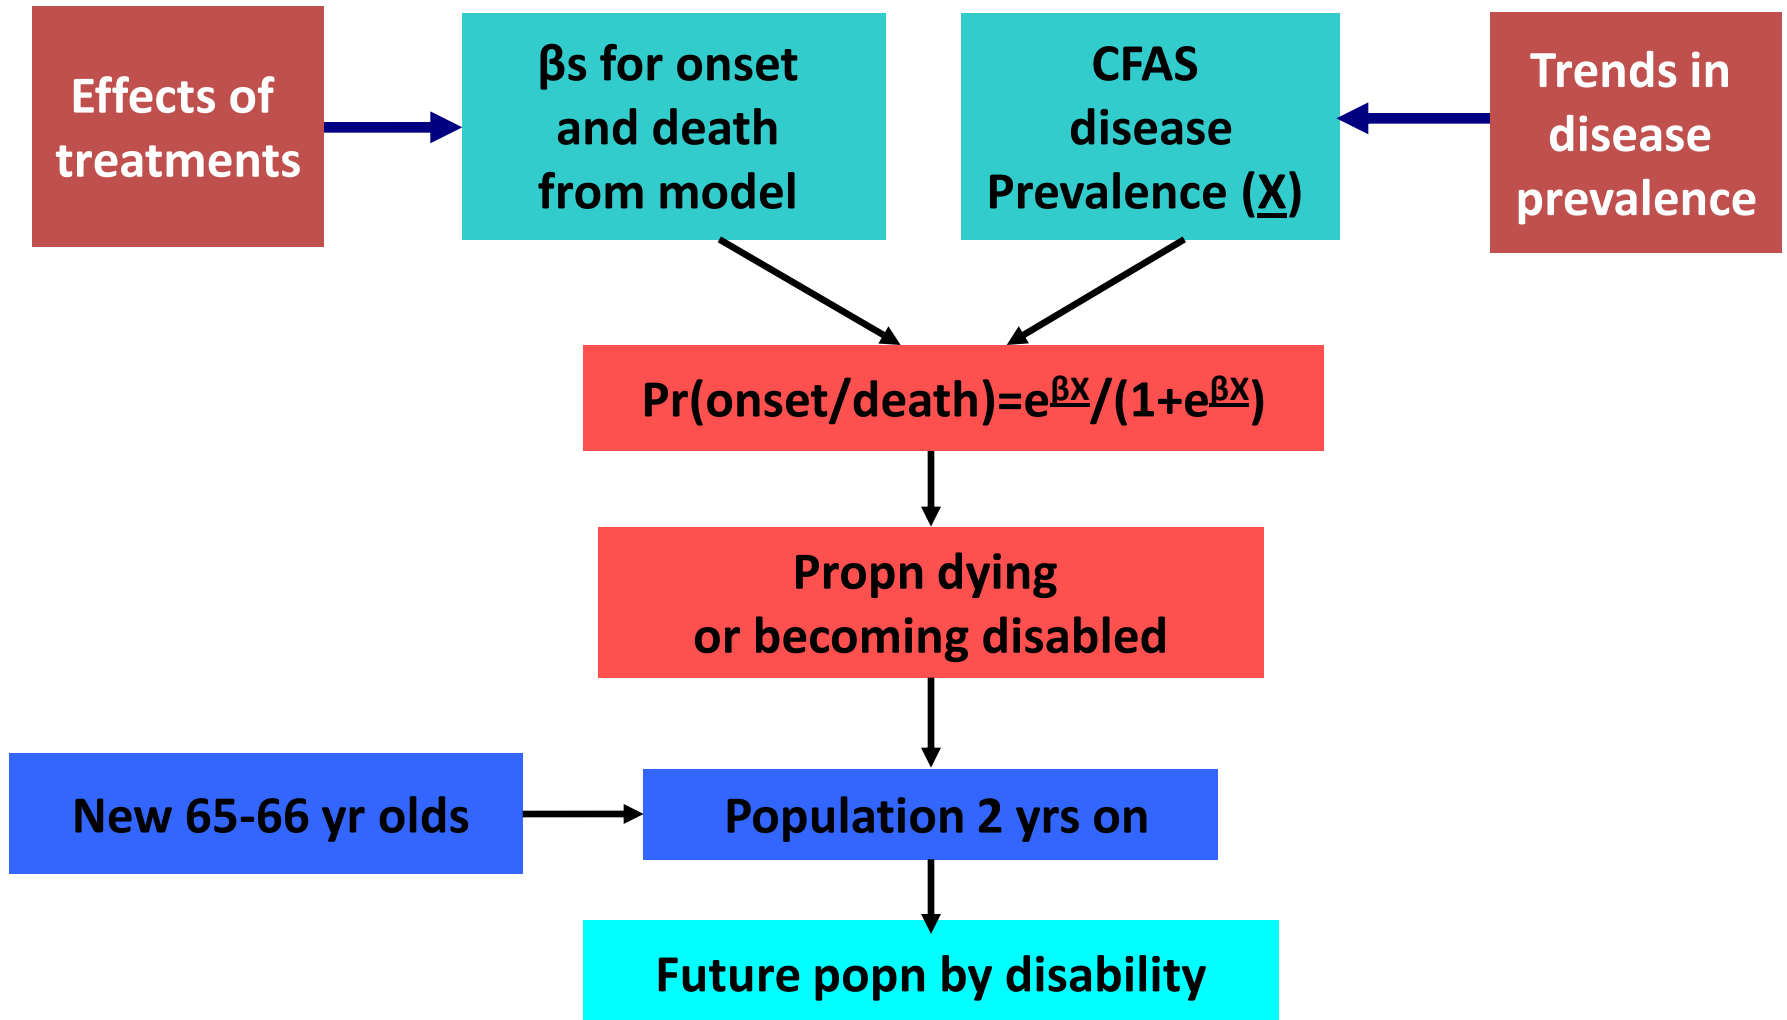 Effects of
treatments
βs for onset
and death
from model
CFAS
disease
Prevalence (X)
Trends in
disease
prevalence
Pr(onset/death)=e^βX/(1+e^βX)
Propn dying
or becoming disabled
New 65-66 yr olds
Population 2 yrs on
Future popn by disability